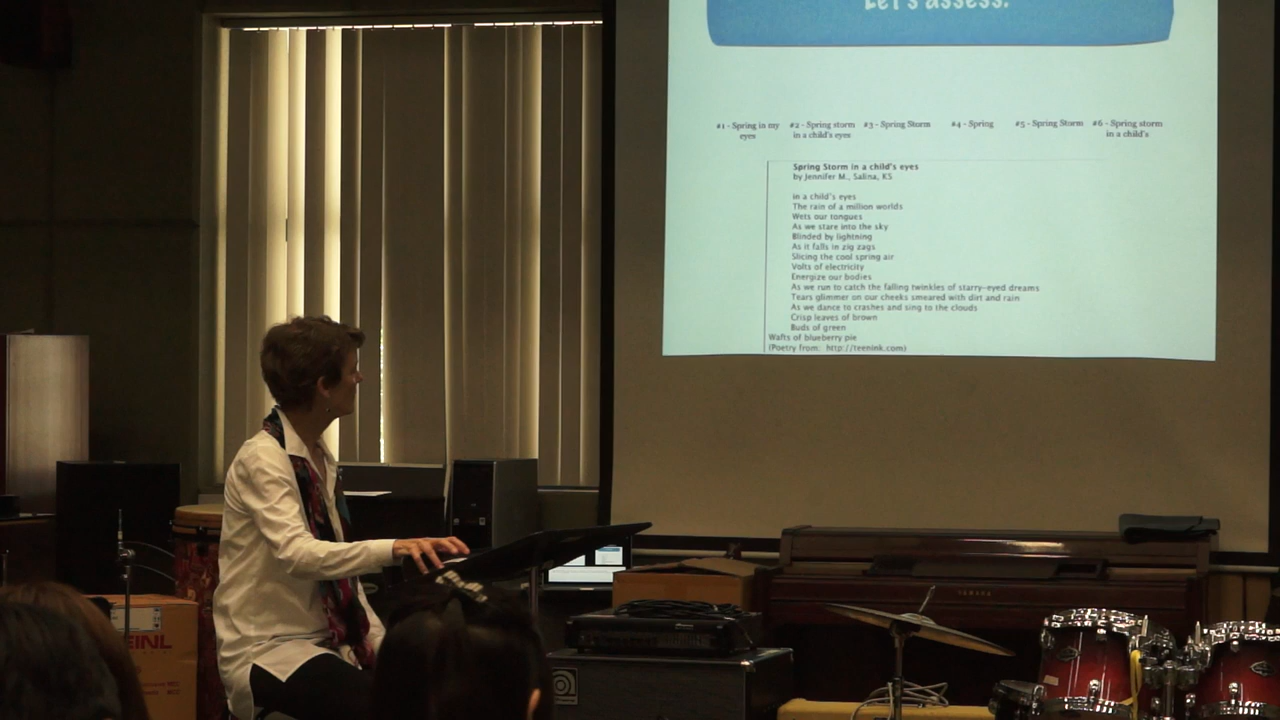 Let's assess.
#1 - Spring in my eyes
#2 - Spring storm in a child's eyes
#3 - Spring Storm
#4 - Spring
#5 - Spring Storm
#6 - Spring storm in a child's
Spring Storm in a child's eyes
by Jennifer M., Salina, KS
in a child's eyes
The rain of a million worlds
Wets our tongues
As we stare into the sky
Blinded by lightning
As it falls in zig zags
Slicing the cool spring air
Volts of electricity
Energize our bodies
As we run to catch the falling twinkles of starry-eyed dreams
Tears glimmer on our cheeks smeared with dirt and rain
As we dance to crashes and sing to the clouds
Crisp leaves of brown
Buds of green
Wafts of blueberry pie
(Poetry from: http://teenink.com)
EINL
YAMAHA
Ampeg